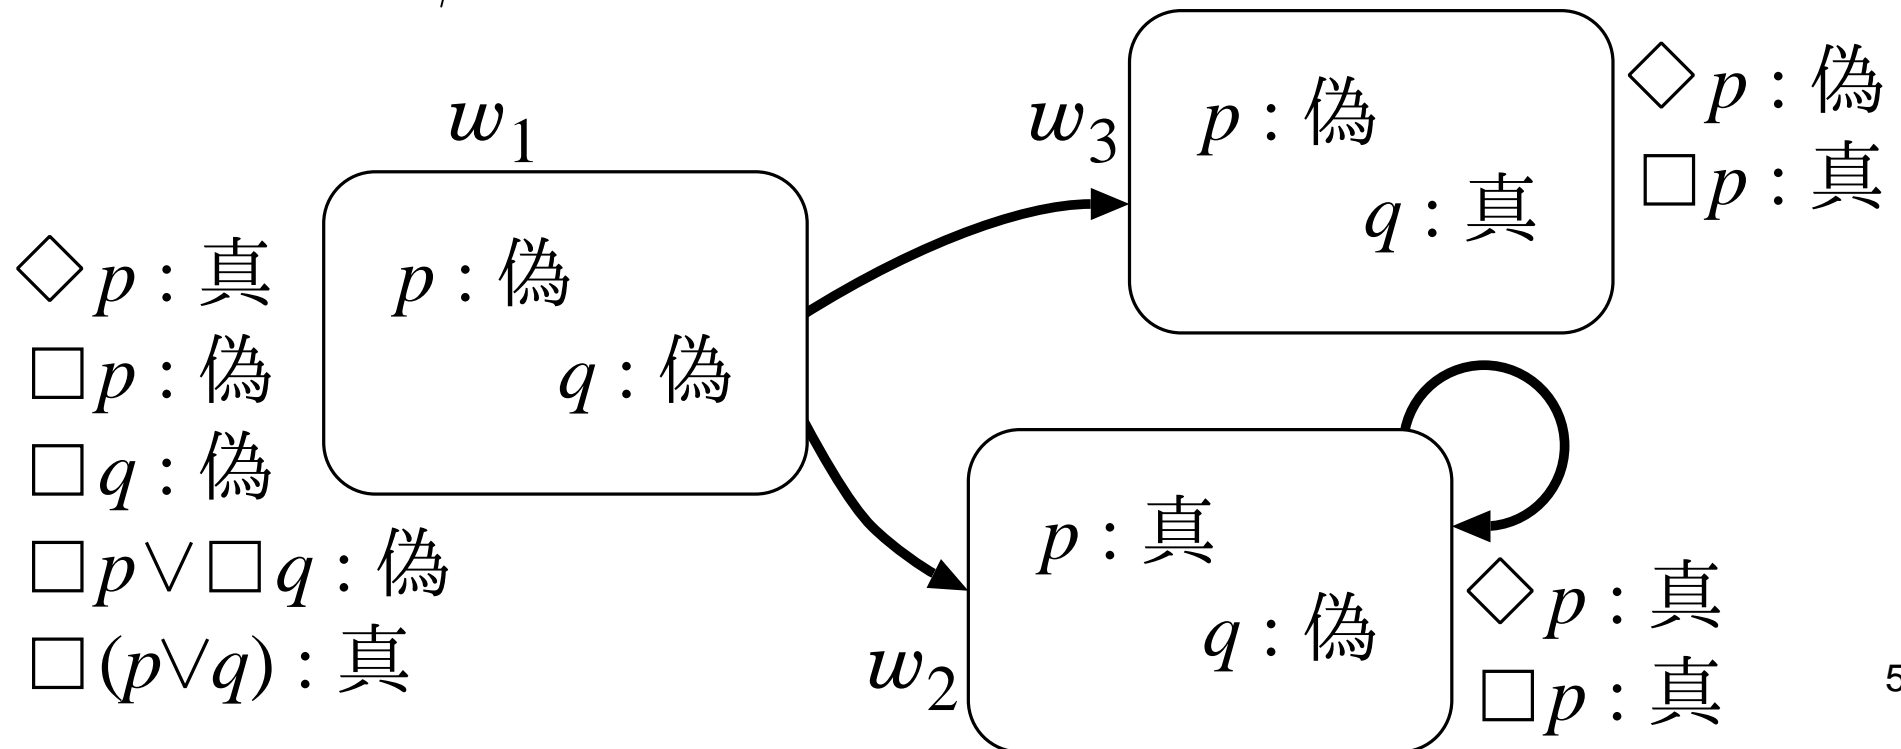 w1
p : 偽
q : 偽
◇p : 真
□p : 偽
□q : 偽
□p∨□q : 偽
□(p∨q) : 真
w3
p : 偽
q : 真
◇p : 偽
□p : 真
w2
p : 真
q : 偽
◇p : 真
□p : 真
5